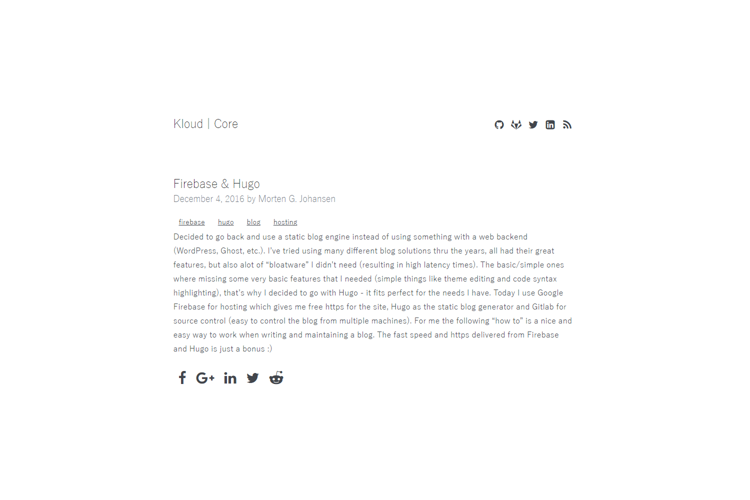 Kloud | Core
Firebase & Hugo
December 4, 2016 by Morten G. Johansen
firebase hugo blog hosting
Decided to go back and use a static blog engine instead of using something with a web backend
(WordPress, Ghost, etc.). I've tried using many different blog solutions thru the years, all had their great
features, but also alot of “bloatware” I didn't need (resulting in high latency times). The basic/simple ones
where missing some very basic features that I needed (simple things like theme editing and code syntax
highlighting), that's why I decided to go with Hugo - it fits perfect for the needs I have. Today I use Google
Firebase for hosting which gives me free https for the site, Hugo as the static blog generator and Gitlab for
source control (easy to control the blog from multiple machines). For me the following “how to” is a nice and
easy way to work when writing and maintaining a blog. The fast speed and https delivered from Firebase
and Hugo is just a bonus :)